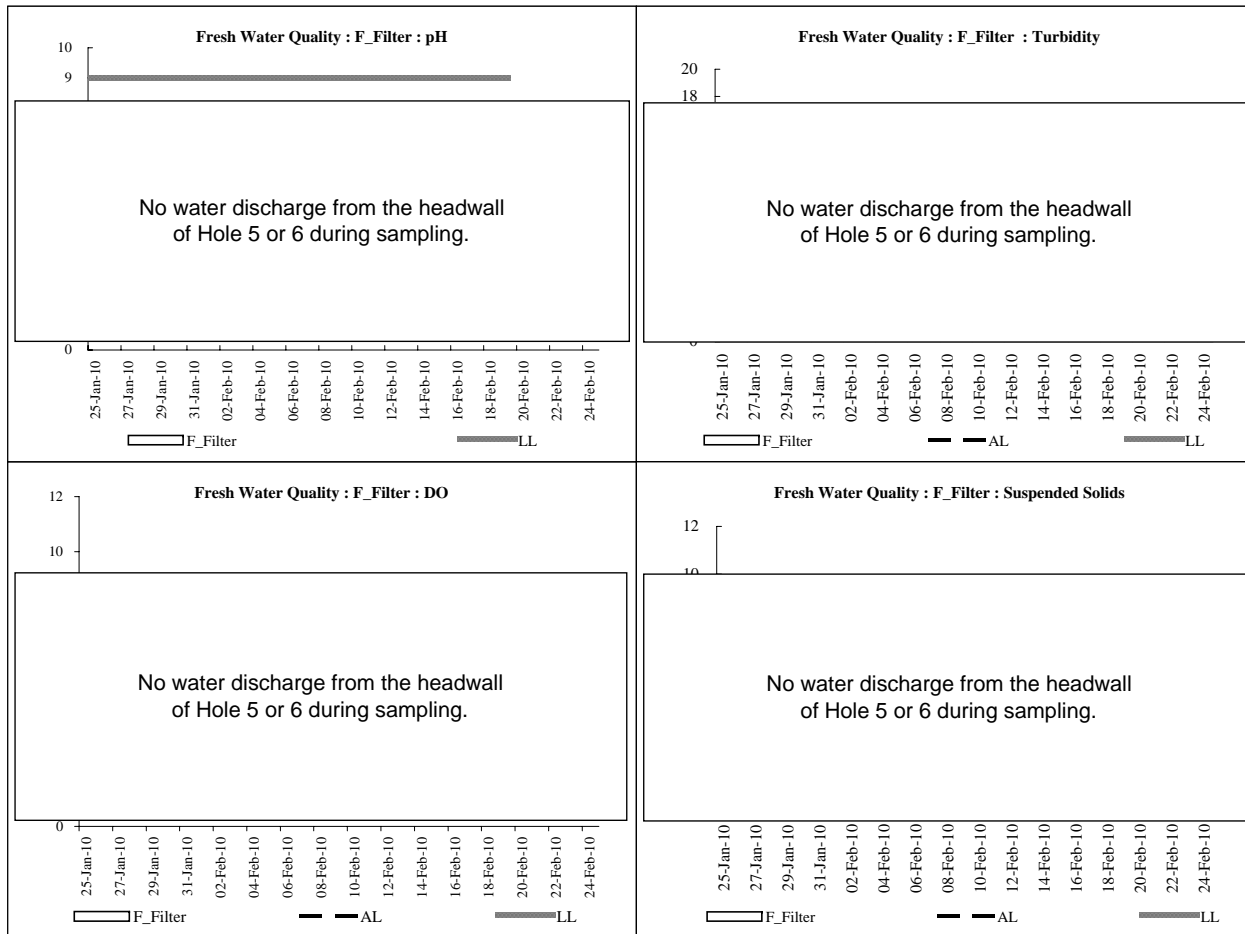 Fresh Water Quality : F_Filter : pH
10
9
No water discharge from the headwall
of Hole 5 or 6 during sampling.
0
25-Jan-10
27-Jan-10
29-Jan-10
31-Jan-10
02-Feb-10
04-Feb-10
06-Feb-10
08-Feb-10
10-Feb-10
12-Feb-10
14-Feb-10
16-Feb-10
18-Feb-10
20-Feb-10
22-Feb-10
24-Feb-10
F_Filter LL
Fresh Water Quality : F_Filter : Turbidity
20
18
No water discharge from the headwall
of Hole 5 or 6 during sampling.
25-Jan-10
27-Jan-10
29-Jan-10
31-Jan-10
02-Feb-10
04-Feb-10
06-Feb-10
08-Feb-10
10-Feb-10
12-Feb-10
14-Feb-10
16-Feb-10
18-Feb-10
20-Feb-10
22-Feb-10
24-Feb-10
F_Filter AL LL
Fresh Water Quality : F_Filter : DO
12
10
No water discharge from the headwall
of Hole 5 or 6 during sampling.
0
25-Jan-10
27-Jan-10
29-Jan-10
31-Jan-10
02-Feb-10
04-Feb-10
06-Feb-10
08-Feb-10
10-Feb-10
12-Feb-10
14-Feb-10
16-Feb-10
18-Feb-10
20-Feb-10
22-Feb-10
24-Feb-10
F_Filter AL LL
Fresh Water Quality : F_Filter : Suspended Solids
12
10
No water discharge from the headwall
of Hole 5 or 6 during sampling.
25-Jan-10
27-Jan-10
29-Jan-10
31-Jan-10
02-Feb-10
04-Feb-10
06-Feb-10
08-Feb-10
10-Feb-10
12-Feb-10
14-Feb-10
16-Feb-10
18-Feb-10
20-Feb-10
22-Feb-10
24-Feb-10
F_Filter AL LL